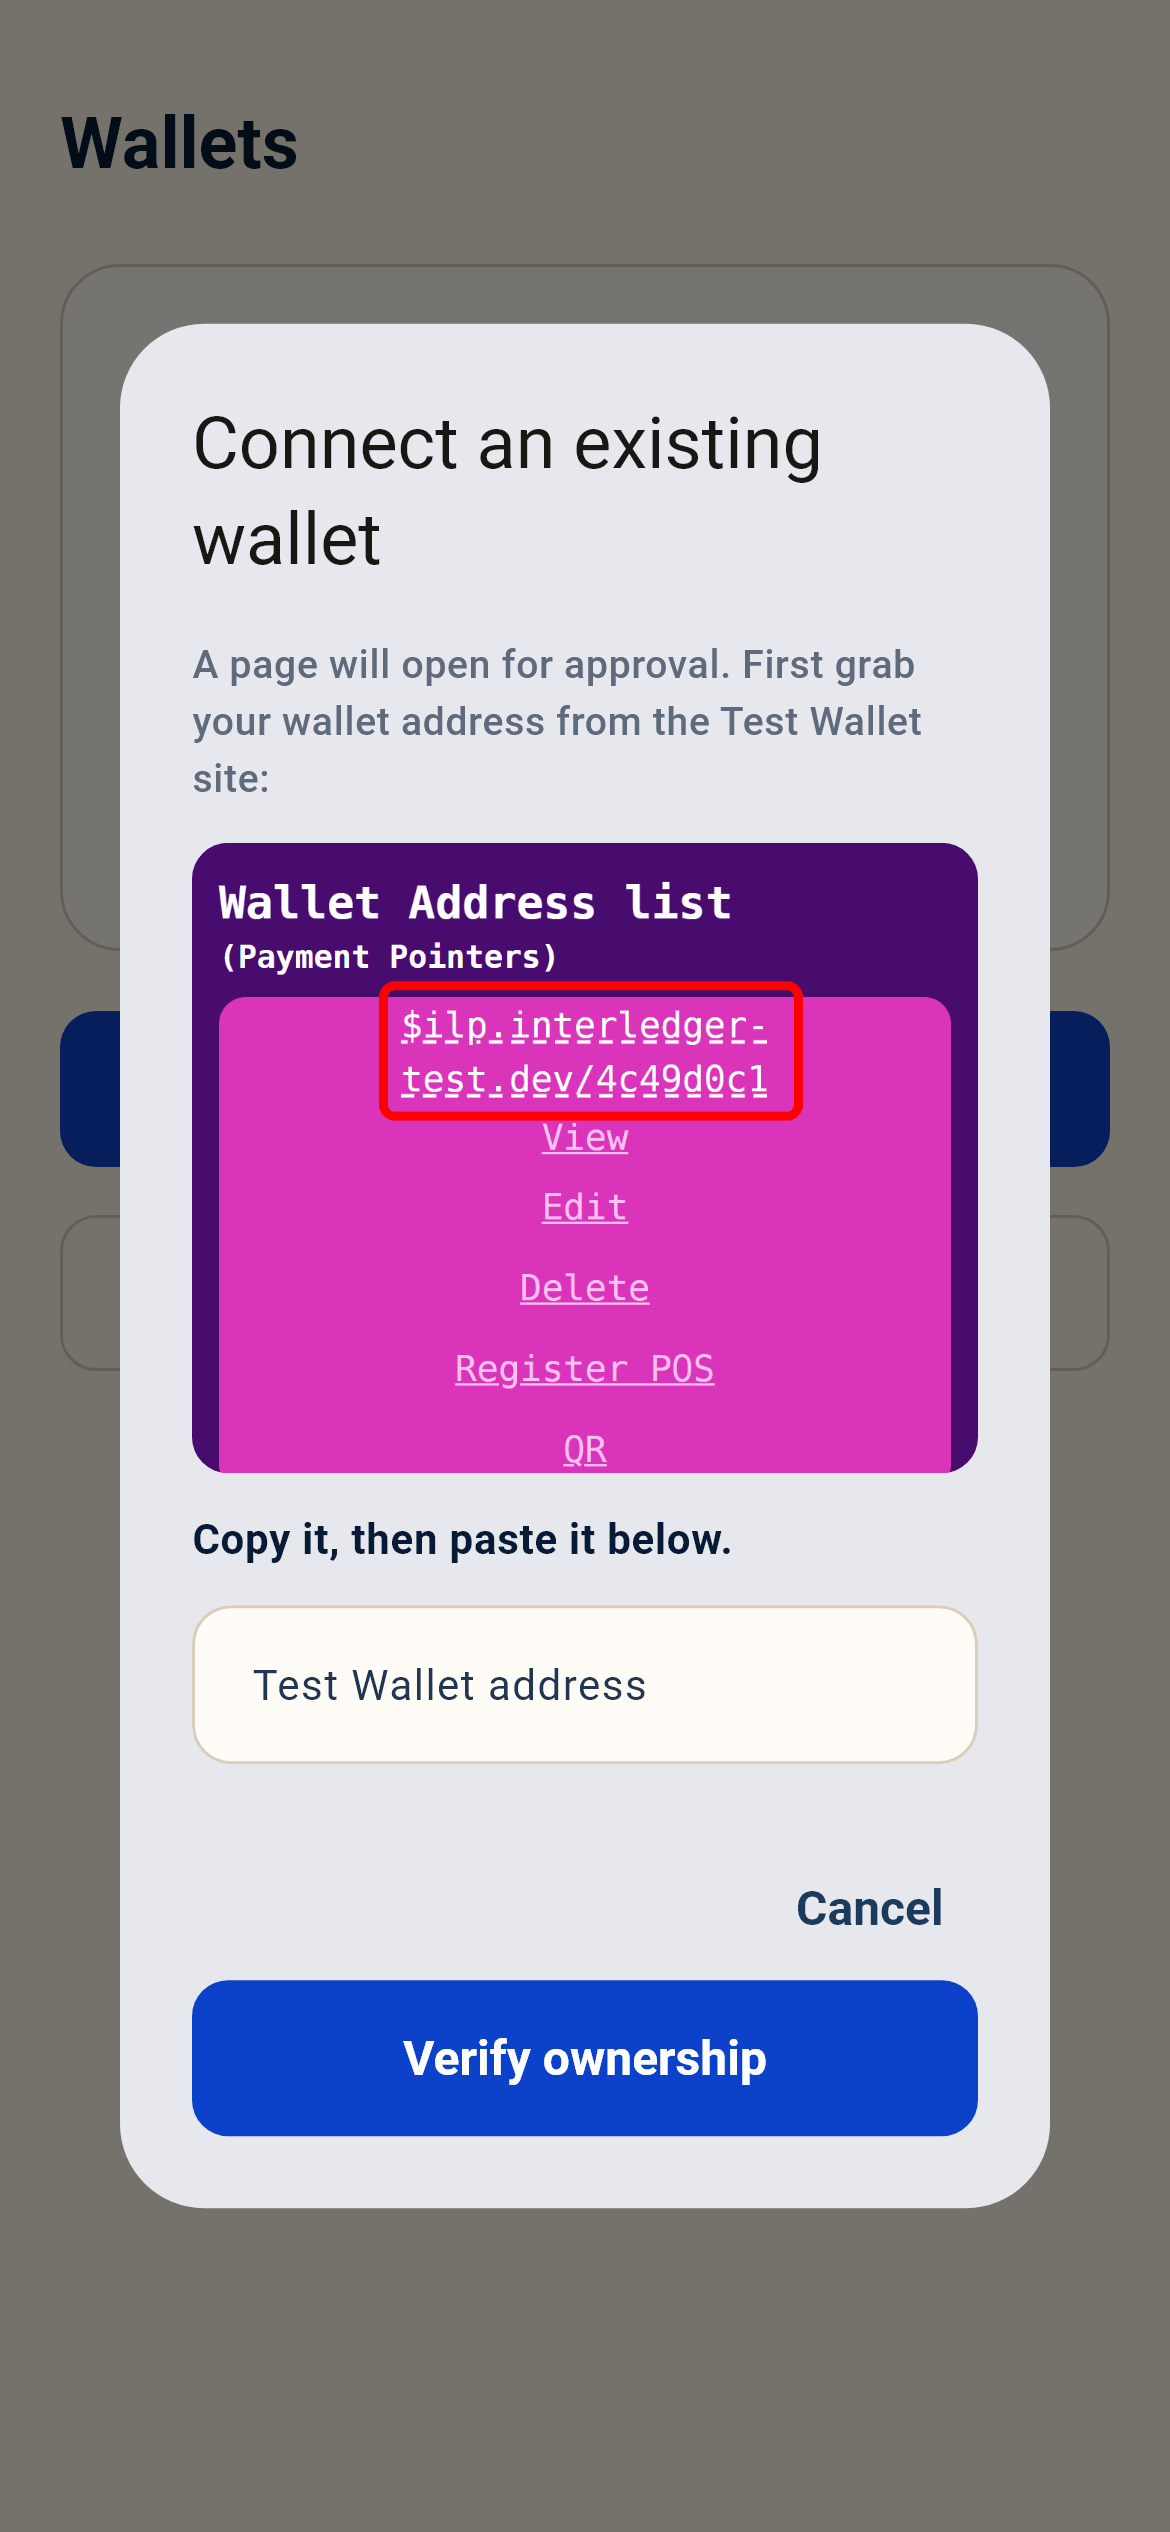 Wallets
Connect an existing
wallet
A page will open for approval. First grab
your wallet address from the Test Wallet
site:
Wallet Address list
(Payment Pointers)
$ilp.interledger-
test.dev/4c49d0c1
View
Edit
Delete
Register POS
QR
Copy it, then paste it below.
Test Wallet address
Cancel
Verify ownership